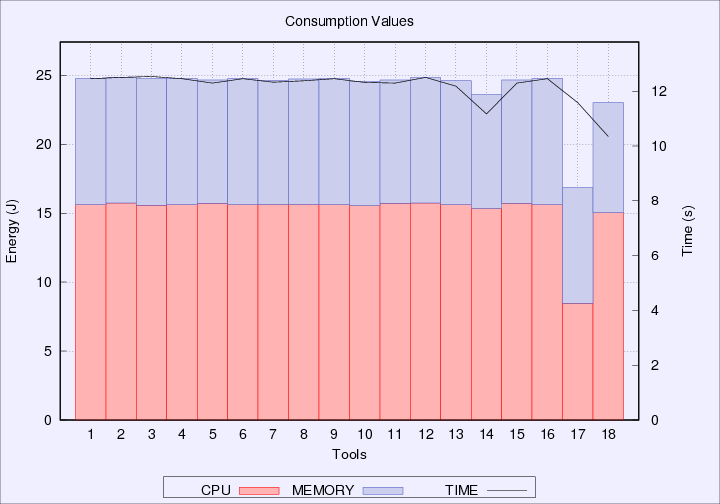 Consumption Values
Energy (J)
25
20
15
10
5
0
12
10
8
6
4
2
0
Time (s)
1 2 3 4 5 6 7 8 9 10 11 12 13 14 15 16 17 18
Tools
CPU MEMORY TIME